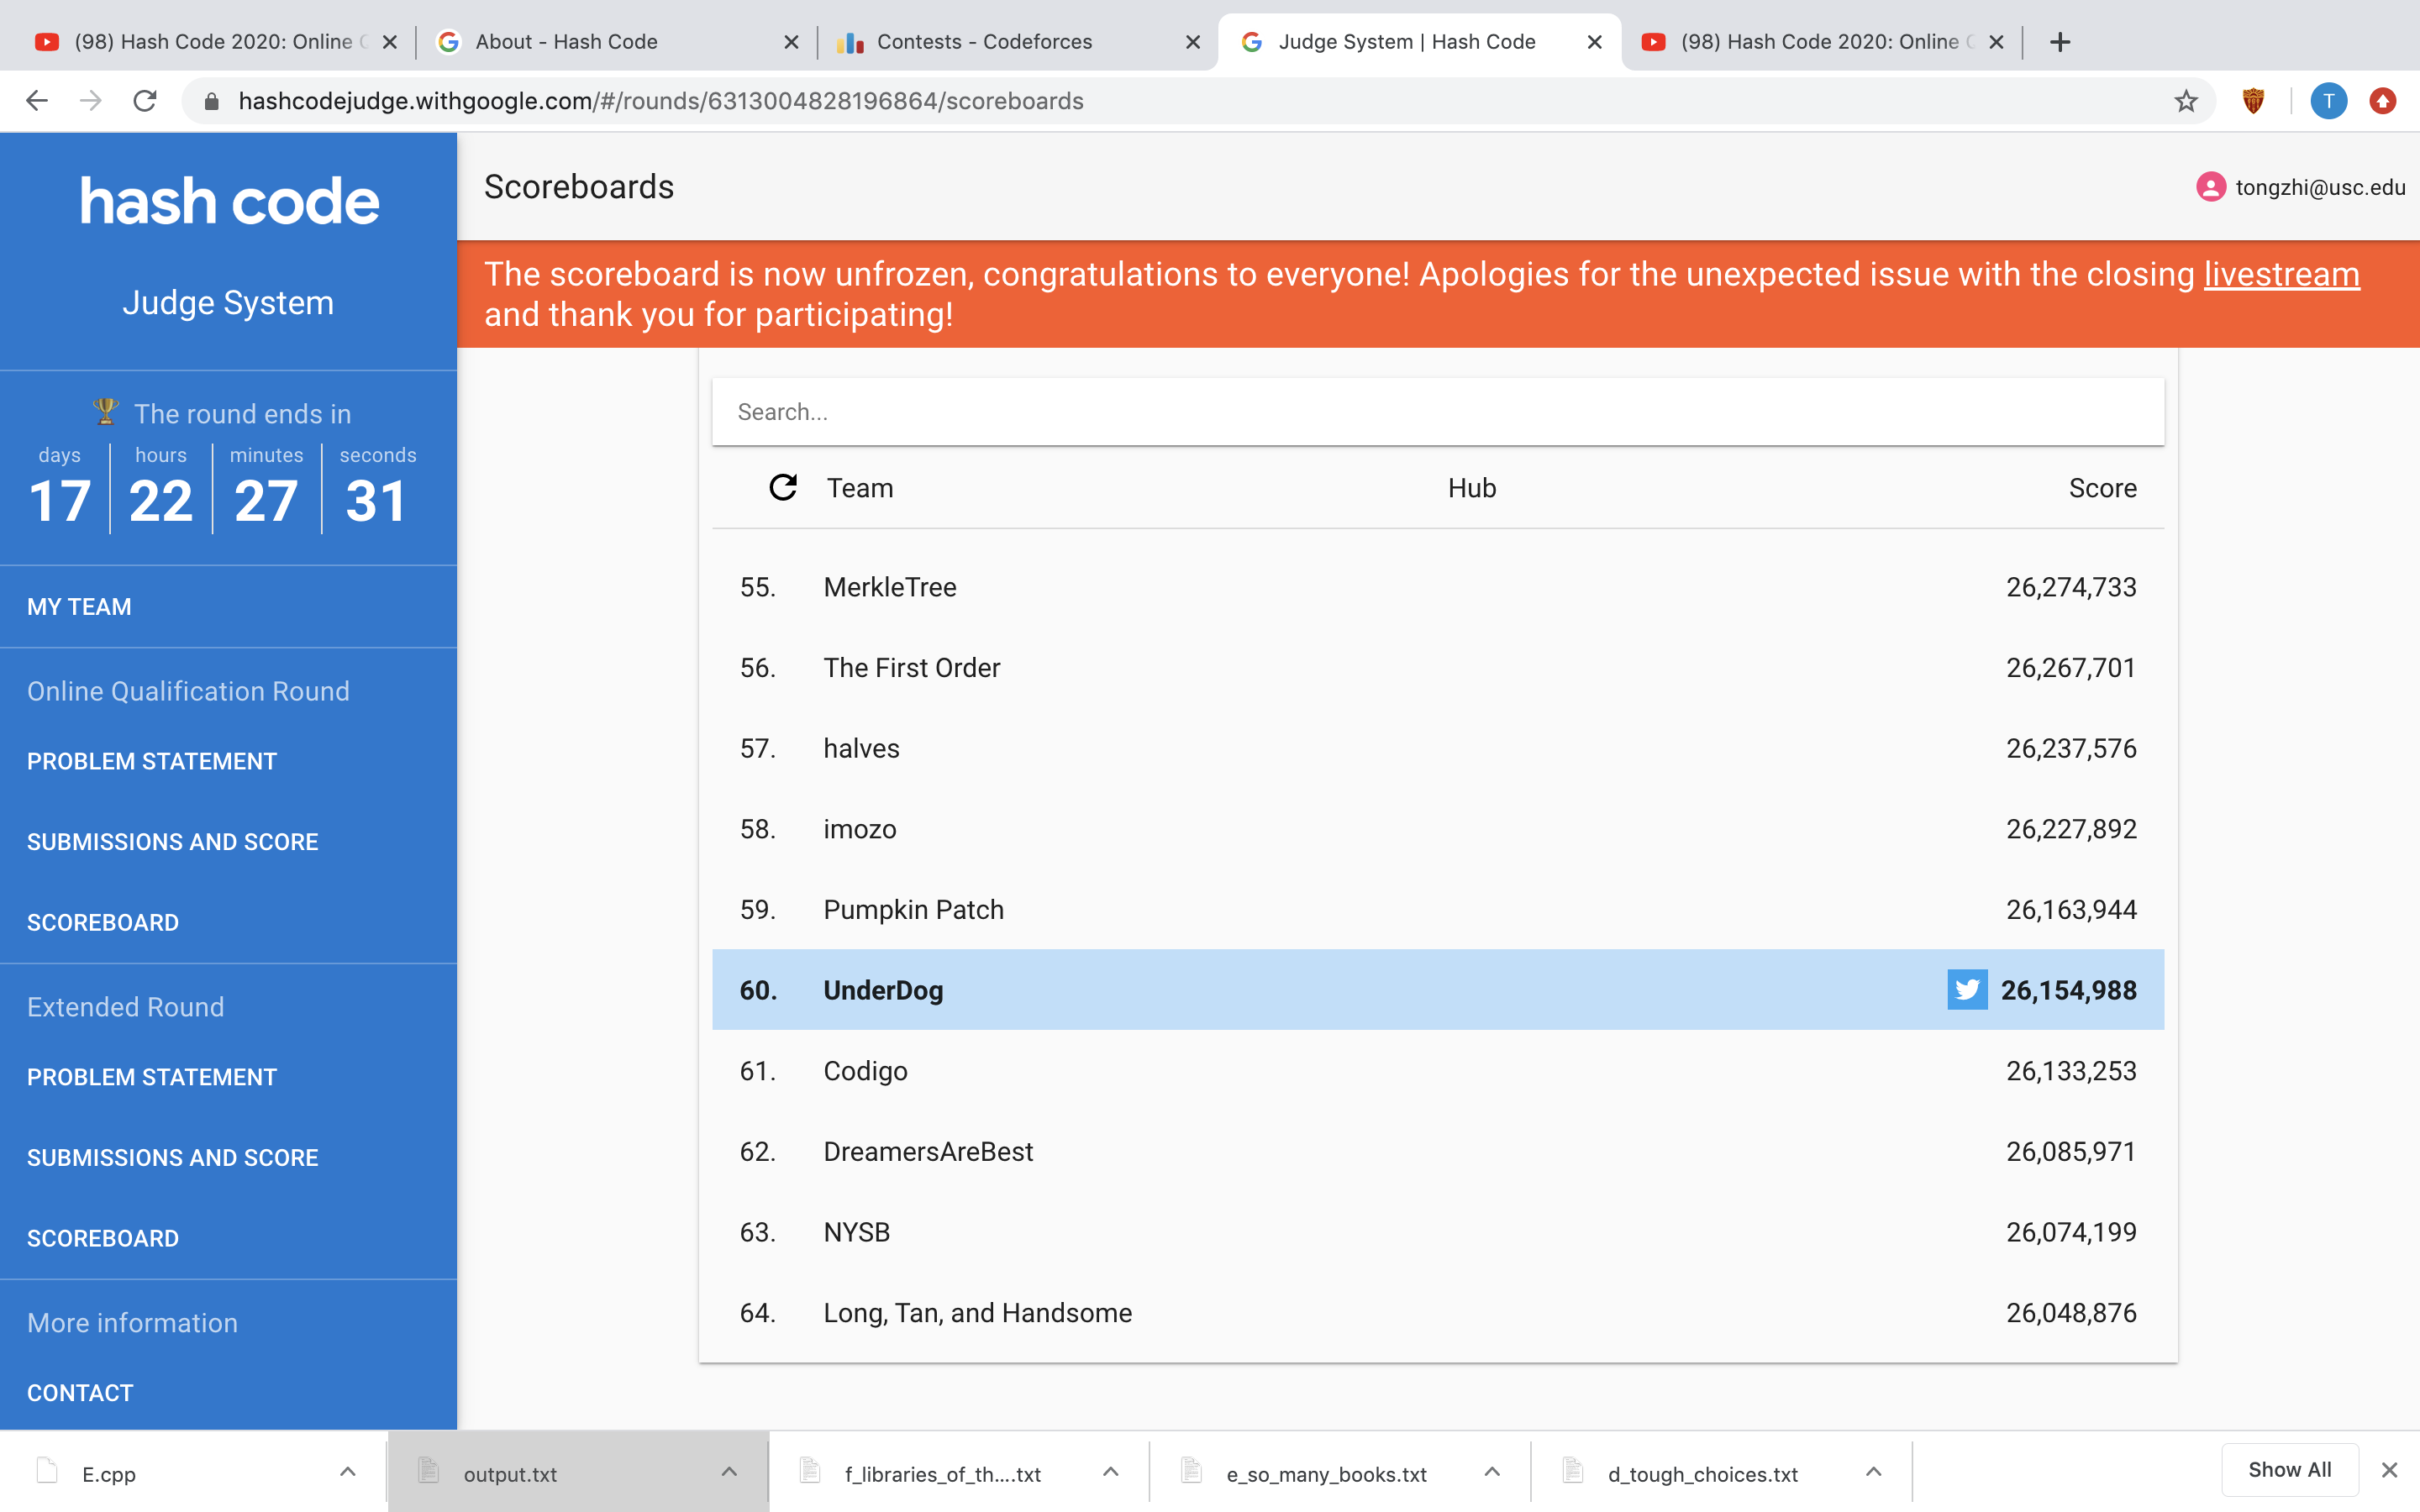 (98) Hash Code 2020: Online
About - Hash Code
Contests - Codeforces
Judge System | Hash Code
(98) Hash Code 2020: Online
hashcodejudge.withgoogle.com/#/rounds/6313004828196864/scoreboards
T
hash code
Judge System
The round ends in
days hours minutes seconds
17 22 27 31
MY TEAM
Online Qualification Round
PROBLEM STATEMENT
SUBMISSIONS AND SCORE
SCOREBOARD
Extended Round
PROBLEM STATEMENT
SUBMISSIONS AND SCORE
SCOREBOARD
More information
CONTACT
Scoreboards
tongzhi@usc.edu
The scoreboard is now unfrozen, congratulations to everyone! Apologies for the unexpected issue with the closing livestream
and thank you for participating!
Search...
Team Hub Score
55. MerkleTree 26,274,733
56. The First Order 26,267,701
57. halves 26,237,576
58. imozo 26,227,892
59. Pumpkin Patch 26,163,944
60. UnderDog 26,154,988
61. Codigo 26,133,253
62. DreamersAreBest 26,085,971
63. NYSB 26,074,199
64. Long, Tan, and Handsome 26,048,876
E.cpp
output.txt
f_libraries_of_th....txt
e_so_many_books.txt
d_tough_choices.txt
Show All